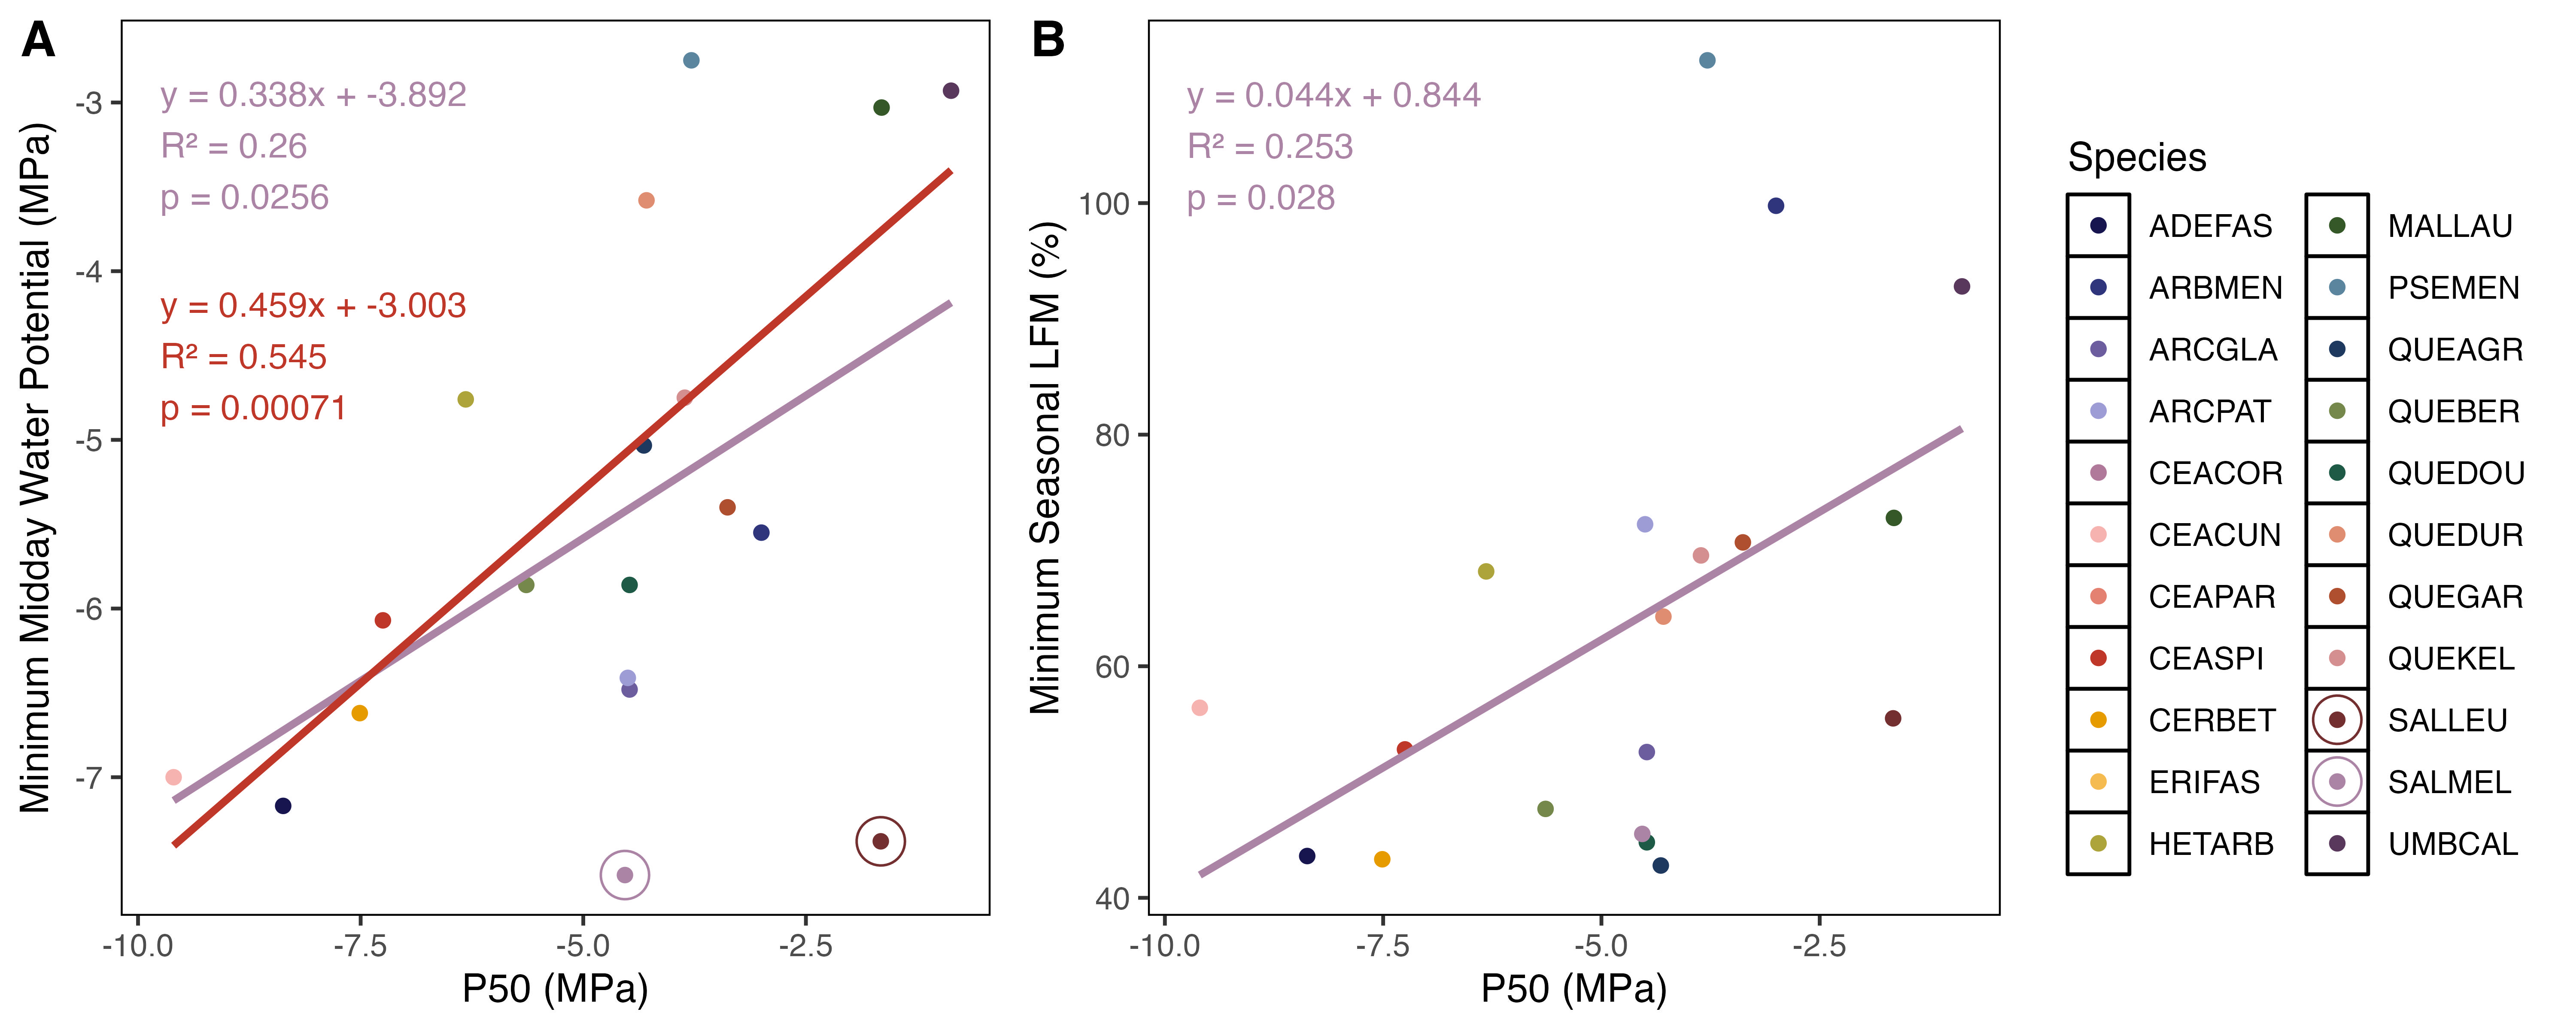 A
y = 0.338x + -3.892
R² = 0.26
p = 0.0256
y = 0.459x + -3.003
R² = 0.545
p = 0.00071
Minimum Midday Water Potential (MPa)
-3
-4
-5
-6
-7
-10.0 -7.5 -5.0 -2.5
P50 (MPa)
B
y = 0.044x + 0.844
R² = 0.253
p = 0.028
Minimum Seasonal LFM (%)
100
80
60
40
-10.0 -7.5 -5.0 -2.5
P50 (MPa)
Species
ADEFAS
ARBMEN
ARCGLA
ARCPAT
CEACOR
CEACUN
CEAPAR
CEASPI
CERBET
ERIFAS
HETARB
MALLAU
PSEMEN
QUEAGR
QUEBER
QUEDOU
QUEDUR
QUEGAR
QUEKEL
SALLEU
SALMEL
UMBCAL